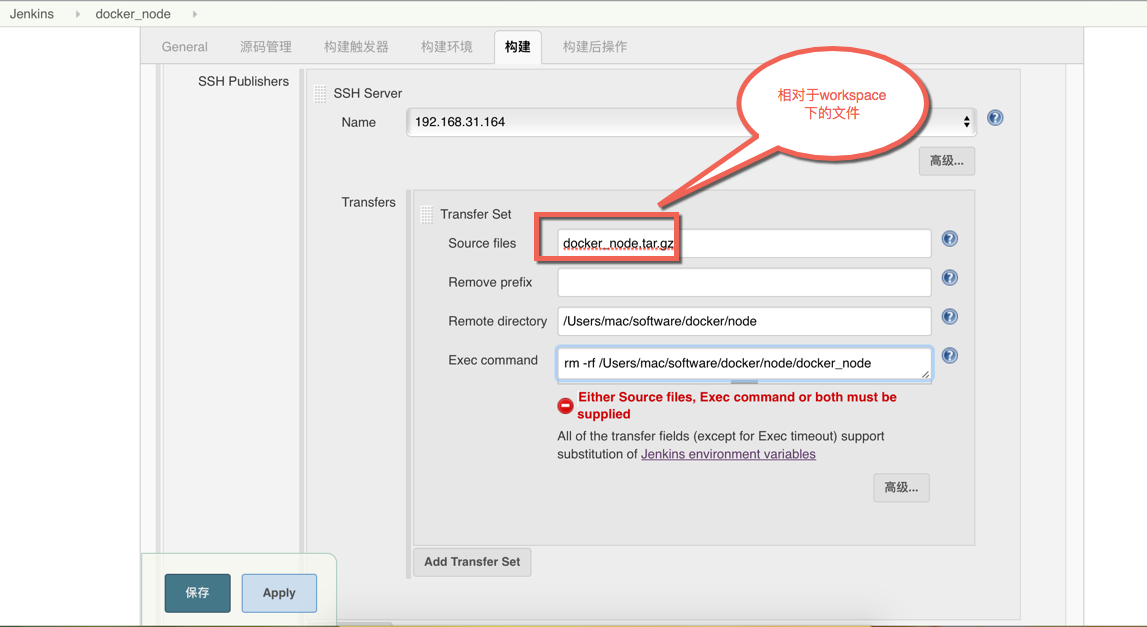 Jenkins docker_node
General 源码管理 构建触发器 构建环境 构建 构建后操作
SSH Publishers
SSH Server
Name 192.168.31.164
相对于workspace
下的文件
高级...
Transfers
Transfer Set
Source files docker_node.tar.gz
Remove prefix
Remote directory /Users/mac/software/docker/node
Exec command rm -rf /Users/mac/software/docker/node/docker_node
Either Source files, Exec command or both must be
supplied
All of the transfer fields (except for Exec timeout) support
substitution of Jenkins environment variables
高级...
Add Transfer Set
保存 Apply